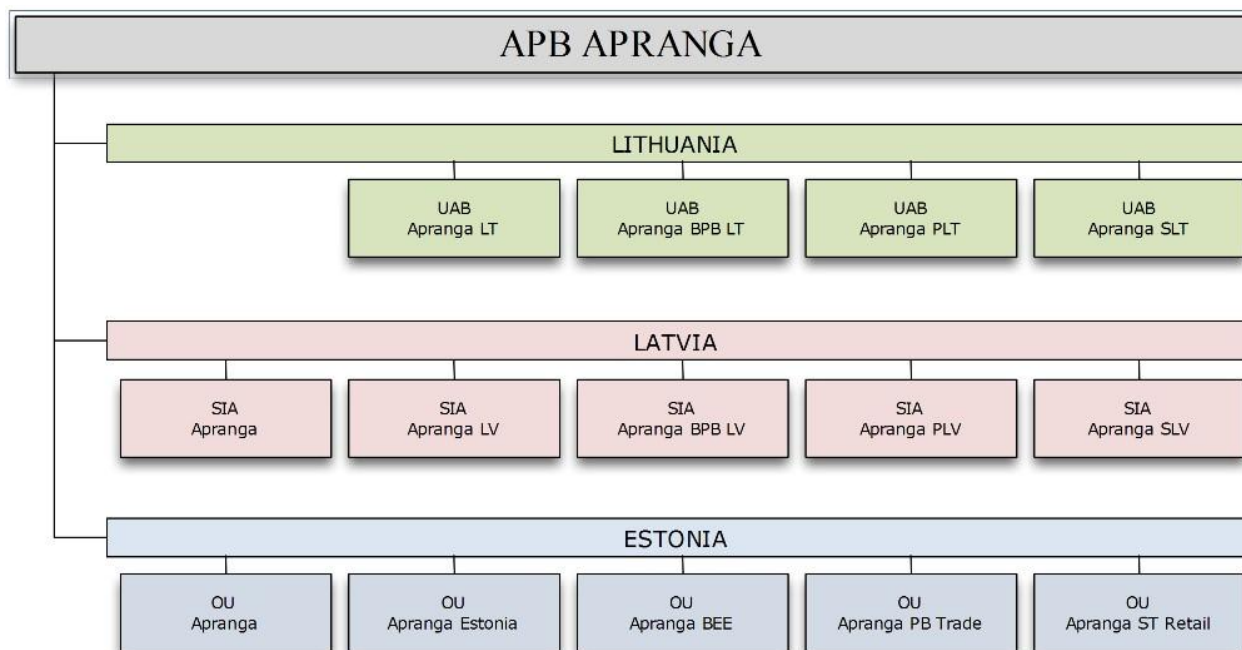 APB APRANGA
LITHUANIA
UAB
Apranga LT
UAB
Apranga BPB LT
UAB
Apranga PLT
UAB
Apranga SLT
LATVIA
SIA
Apranga
SIA
Apranga LV
SIA
Apranga BPB LV
SIA
Apranga PLV
SIA
Apranga SLV
ESTONIA
OU
Apranga
OU
Apranga Estonia
OU
Apranga BEE
OU
Apranga PB Trade
OU
Apranga ST Retail